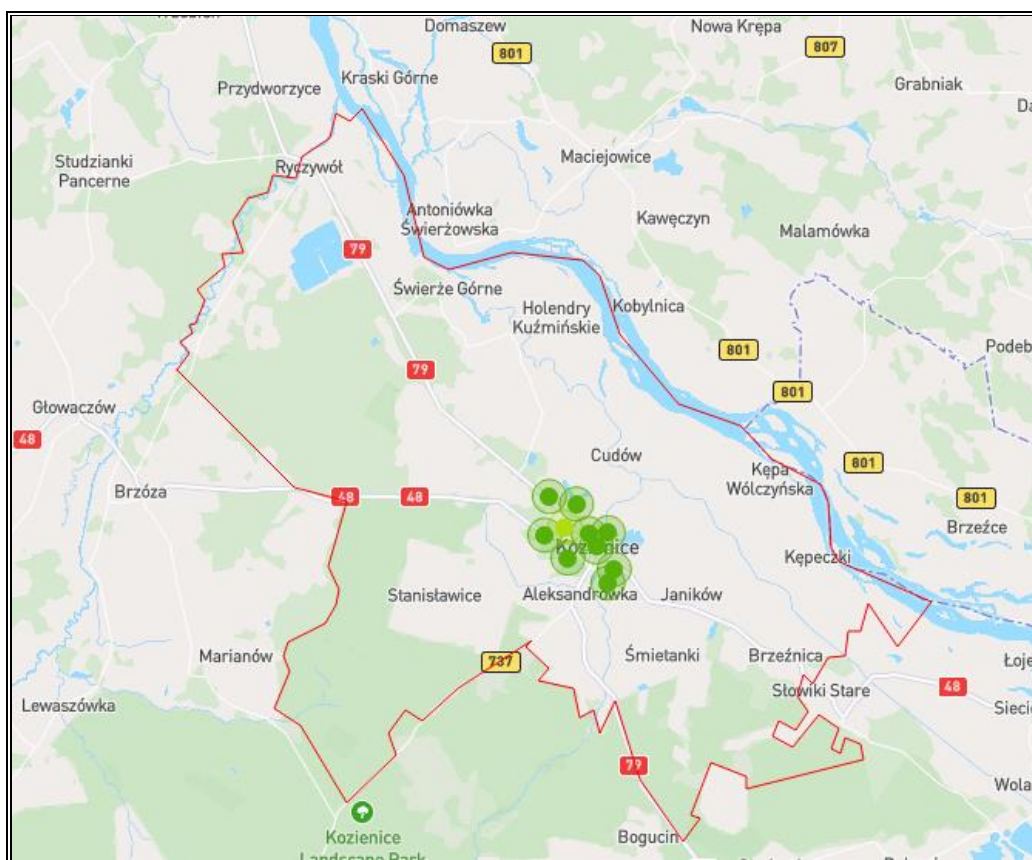 Domaszew
Nowa Krępa
801
807
Kraski Górne
Przydworzyce
Grabniak
Studzianki
Pancerne
Ryczywół
Maciejowice
Antoniówka
Świerżowska
Kawęczyn
Malamówka
79
Świerże Górne
Holendry
Kuźmińskie
Kobylnica
801
79
801
Głowaczów
48
Cudów
801
Kępa
Wólczyńska
Brzóza
48
48
801
Brzeźce
Kozienice
Kępeczki
Stanisławice
Aleksandrówka
Janików
Marianów
737
Śmietanki
Brzeźnica
Słowiki Stare
48
Lewaszówka
79
Kozienice
Landscape Park
Bogucin